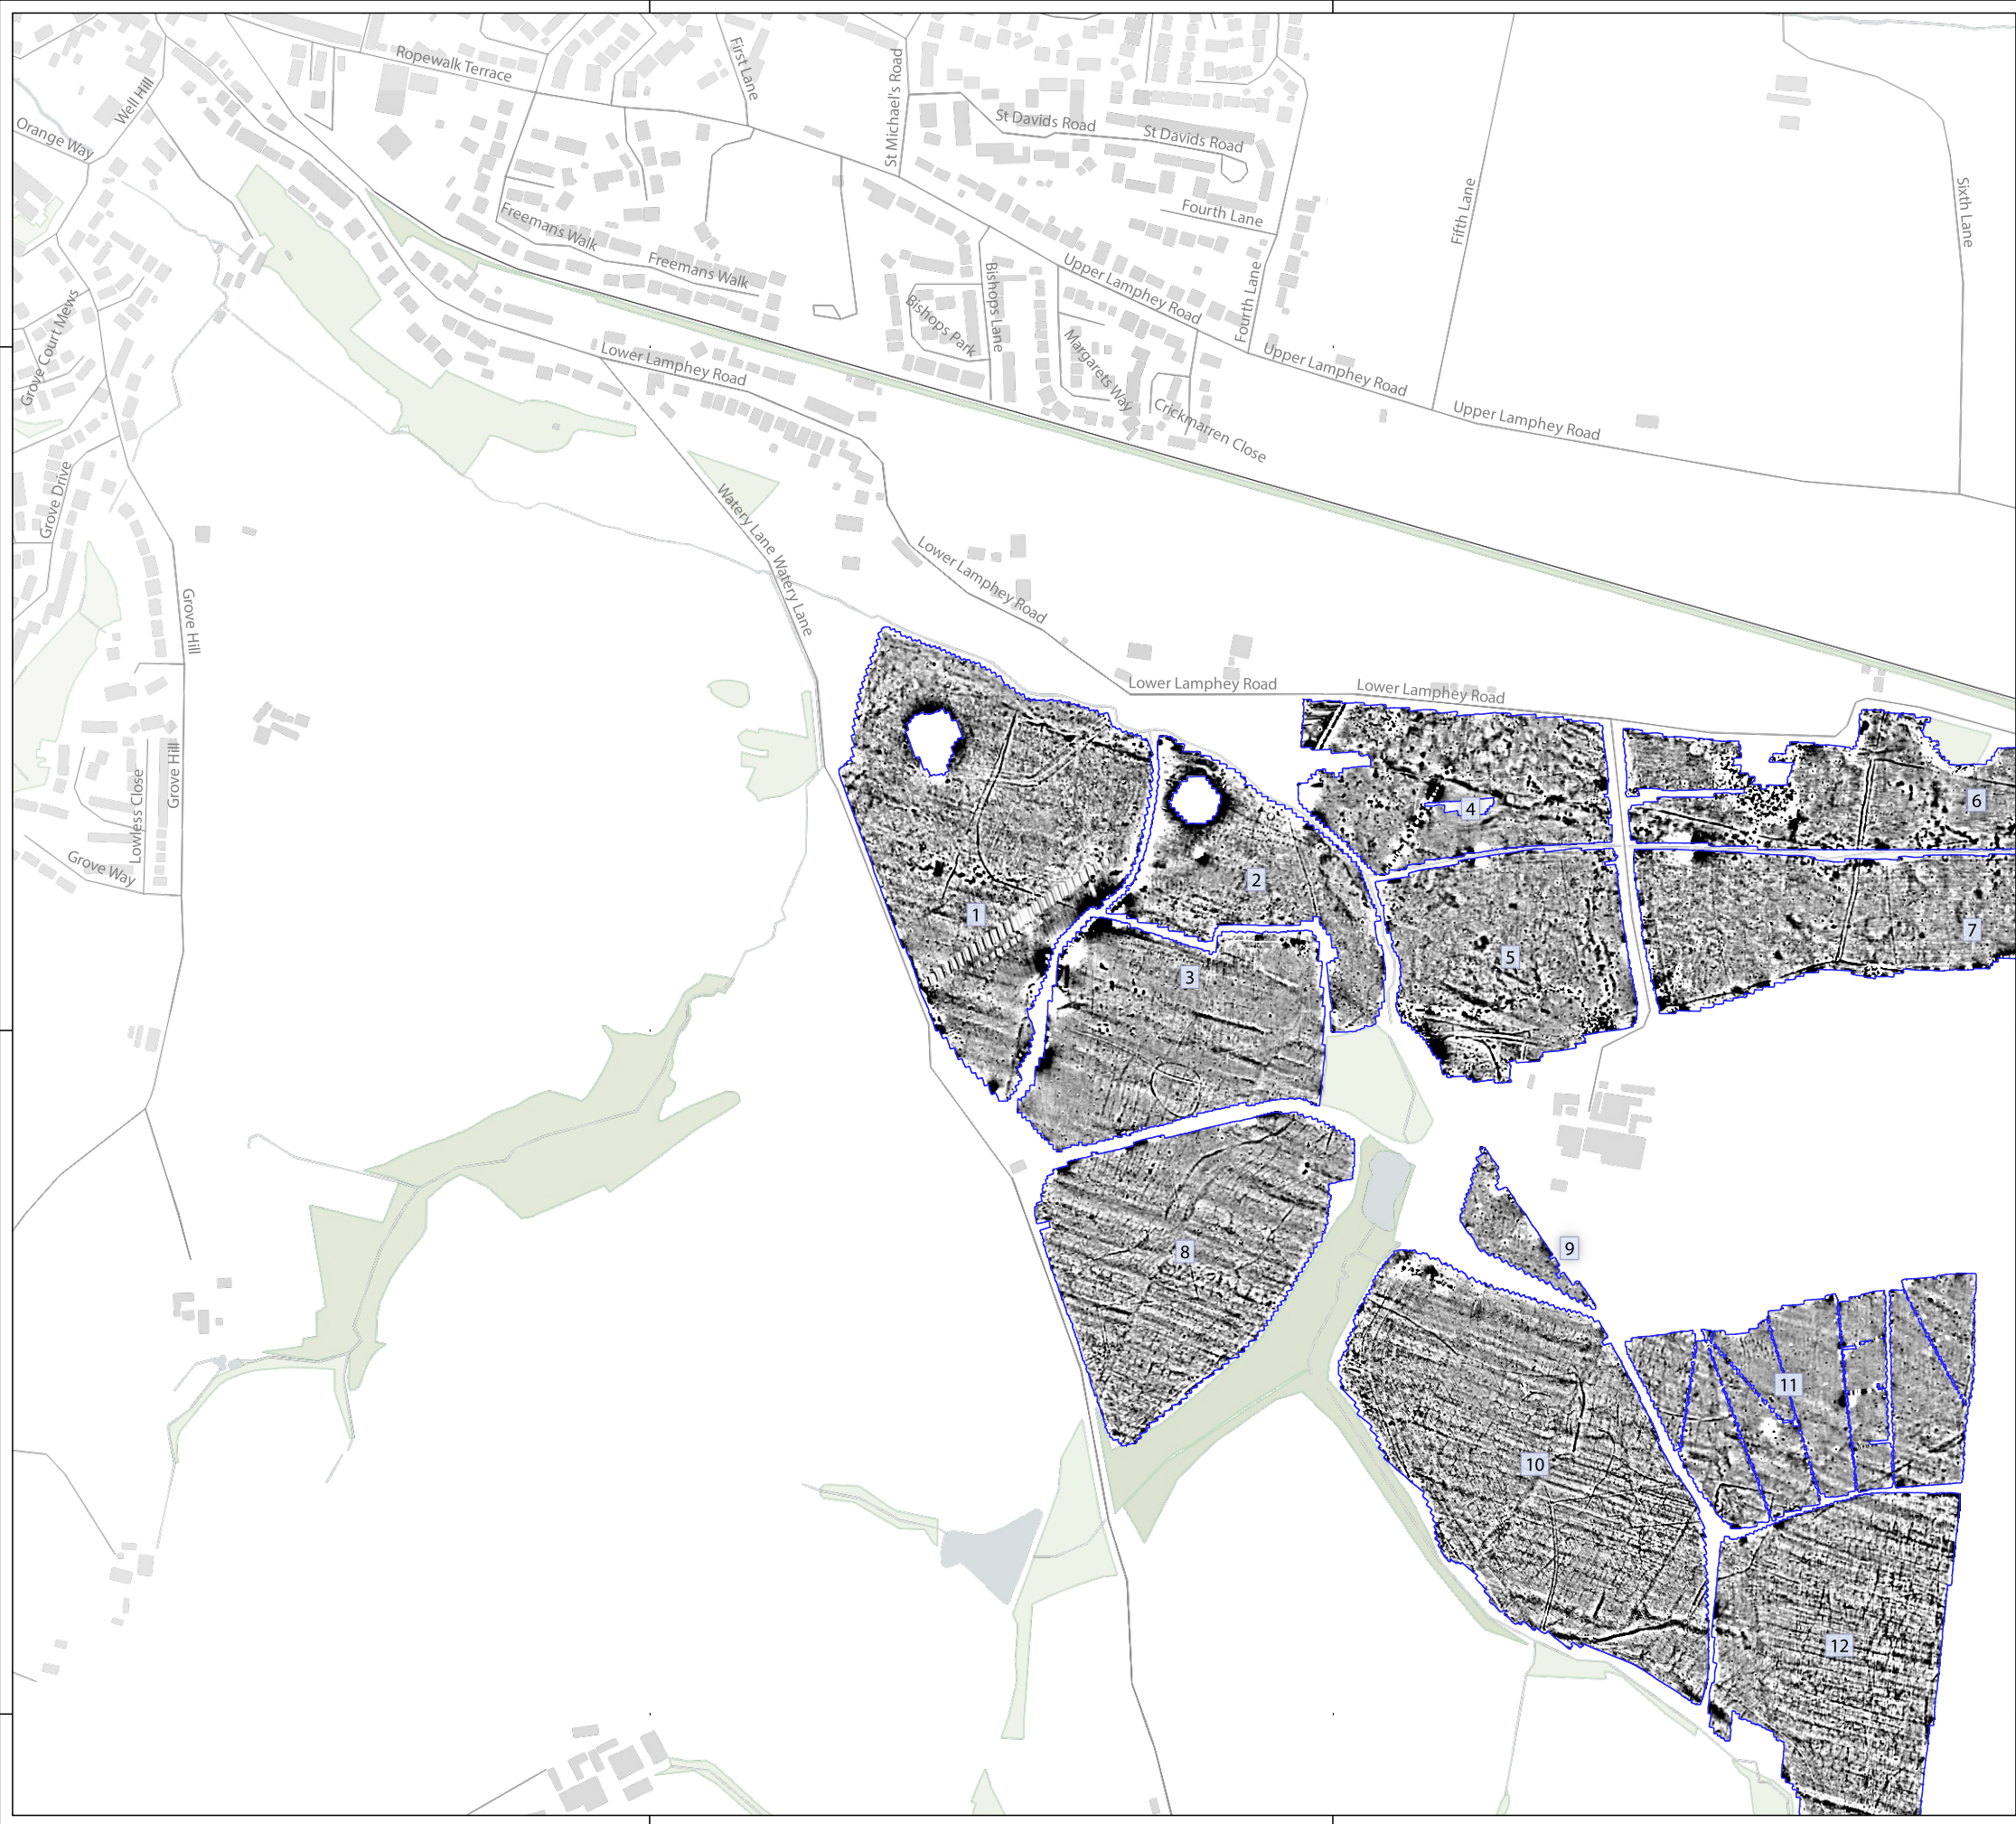 Ropewalk Terrace
First Lane
St Michael's Road
Well Hill
Orange Way
St Davids Road
St Davids Road
Fifth Lane
Sixth Lane
Freemans Walk
Freemans Walk
Fourth Lane
Upper Lamphey Road
Bishops Lane
Bishops Park
Fourth Lane
Grove Court Mews
Lower Lamphey Road
Margarets Way
Upper Lamphey Road
Crickmarren Close
Upper Lamphey Road
Grove Drive
Watery Lane
Watery Lane
Lower Lamphey Road
Grove Hill
Lower Lamphey Road
Lower Lamphey Road
Grove Hill
Lowless Close
Grove Way
4
6
2
1
7
5
3
9
8
11
10
12